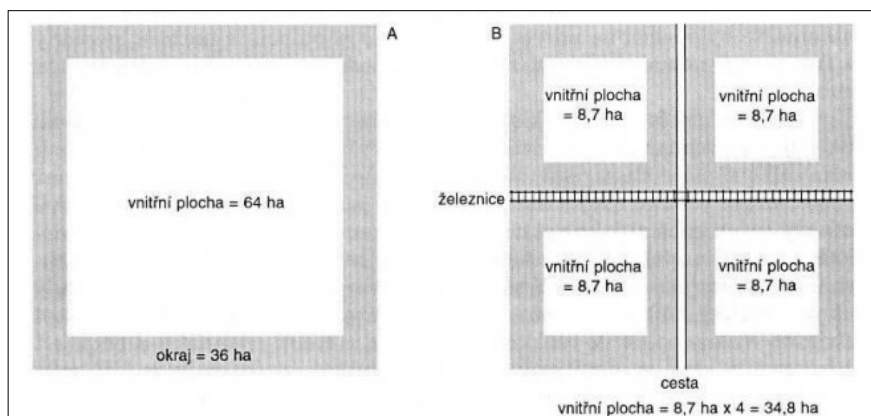 A
vnitřní plocha = 64 ha
okraj = 36 ha
B
vnitřní plocha
= 8,7 ha
vnitřní plocha
= 8,7 ha
železnice
vnitřní plocha
= 8,7 ha
vnitřní plocha
= 8,7 ha
cesta
vnitřní plocha = 8,7 ha x 4 = 34,8 ha